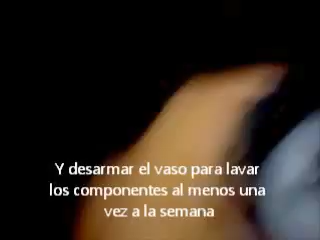 Y desarmar el vaso para lavar
los componentes al menos una
vez a la semana